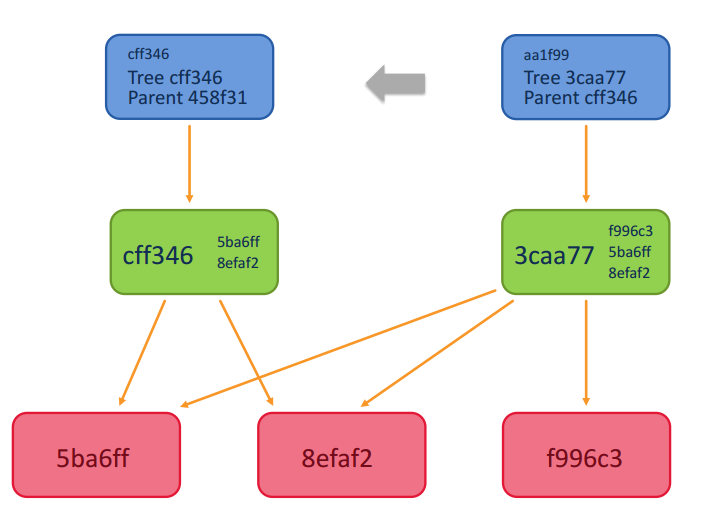 cff346
Tree cff346
Parent 458f31
aa1f99
Tree 3caa77
Parent cff346
cff346
5ba6ff
8efaf2
3caa77
f996c3
5ba6ff
8efaf2
5ba6ff
8efaf2
f996c3